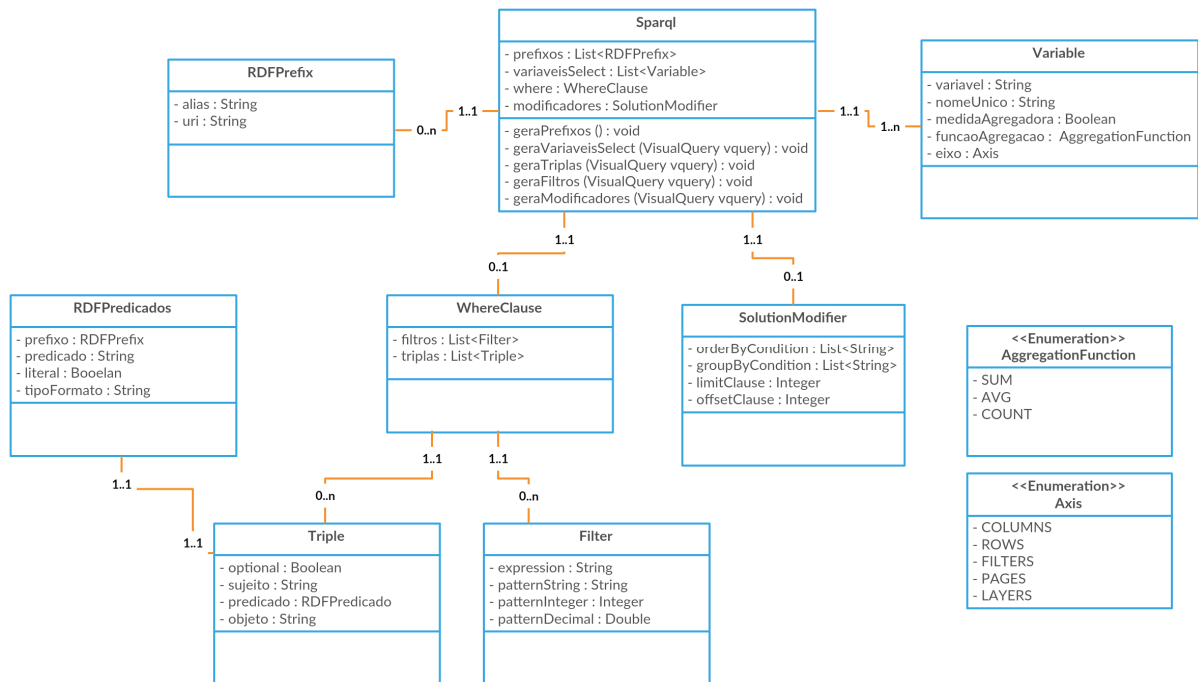 Sparql
- prefixos : List<RDFPrefix>
- variaveisSelect : List<Variable>
- where : WhereClause
- modificadores : SolutionModifier
- geraPrefixos () : void
- geraVariaveisSelect (VisualQuery vquery) : void
- geraTriplas (VisualQuery vquery) : void
- geraFiltros (VisualQuery vquery) : void
- geraModificadores (VisualQuery vquery) : void
RDFPrefix
- alias : String
- uri : String
0..n
1..1
Variable
- variavel : String
- nomeUnico : String
- medidaAgregadora : Boolean
- funcaoAgregacao : AggregationFunction
- eixo : Axis
1..1
1..n
1..1
0..1
1..1
0..1
RDFPredicados
- prefixo : RDFPrefix
- predicado : String
- literal : Booelan
- tipoFormato : String
WhereClause
- filtros : List<Filter>
- triplas : List<Triple>
SolutionModifier
- orderByCondition : List<String>
- groupByCondition : List<String>
- limitClause : Integer
- offsetClause : Integer
<<Enumeration>>
AggregationFunction
- SUM
- AVG
- COUNT
1..1
1..1
1..1
0..n
1..1
0..n
Triple
- optional : Boolean
- sujeito : String
- predicado : RDFPredicado
- objeto : String
Filter
- expression : String
- patternString : String
- patternInteger : Integer
- patternDecimal : Double
<<Enumeration>>
Axis
- COLUMNS
- ROWS
- FILTERS
- PAGES
- LAYERS